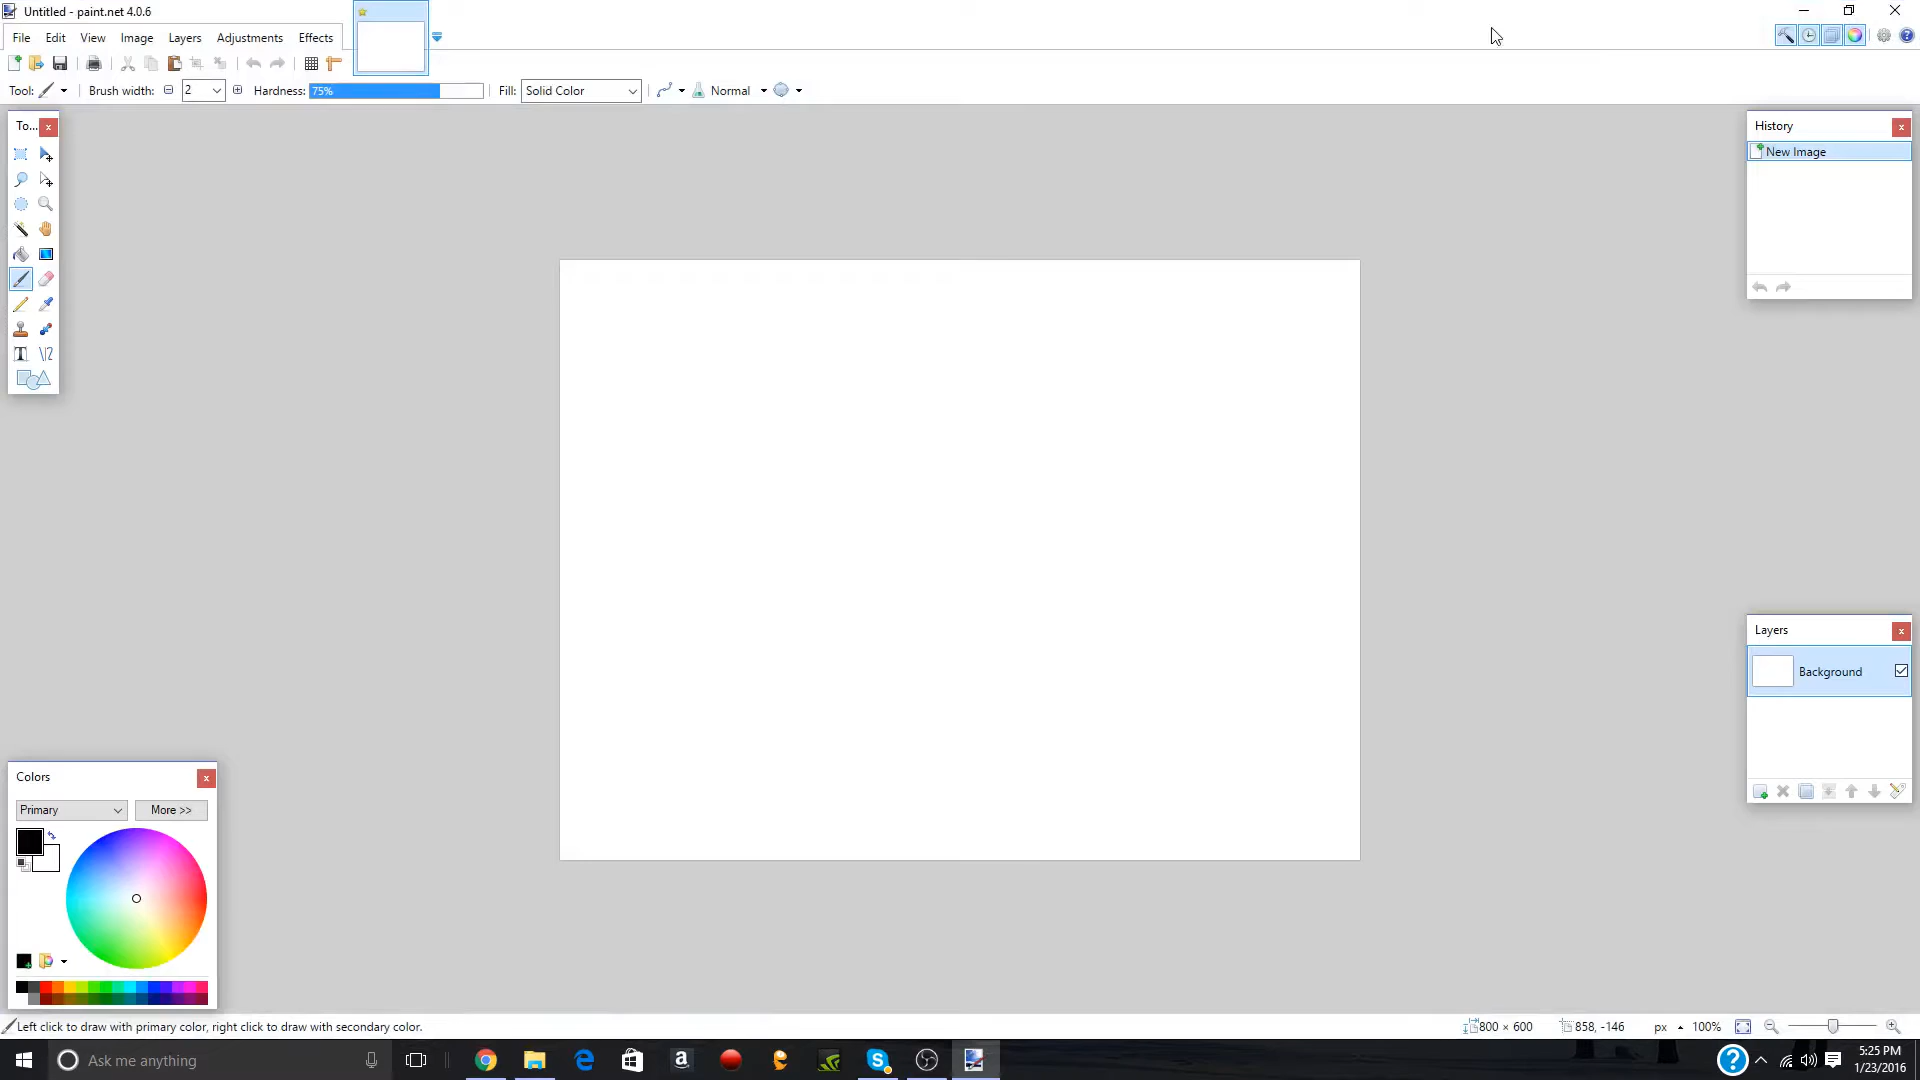 Untitled - paint.net 4.0.6
File Edit View Image Layers Adjustments Effects
Tool: Brush width: 2 Hardness: 75% Fill: Solid Color Normal
To...
History
New Image
Layers
Background
Colors
Primary More >>
Left click to draw with primary color, right click to draw with secondary color.
800 × 600 858, -146 px 100%
Ask me anything
5:25 PM
1/23/2016